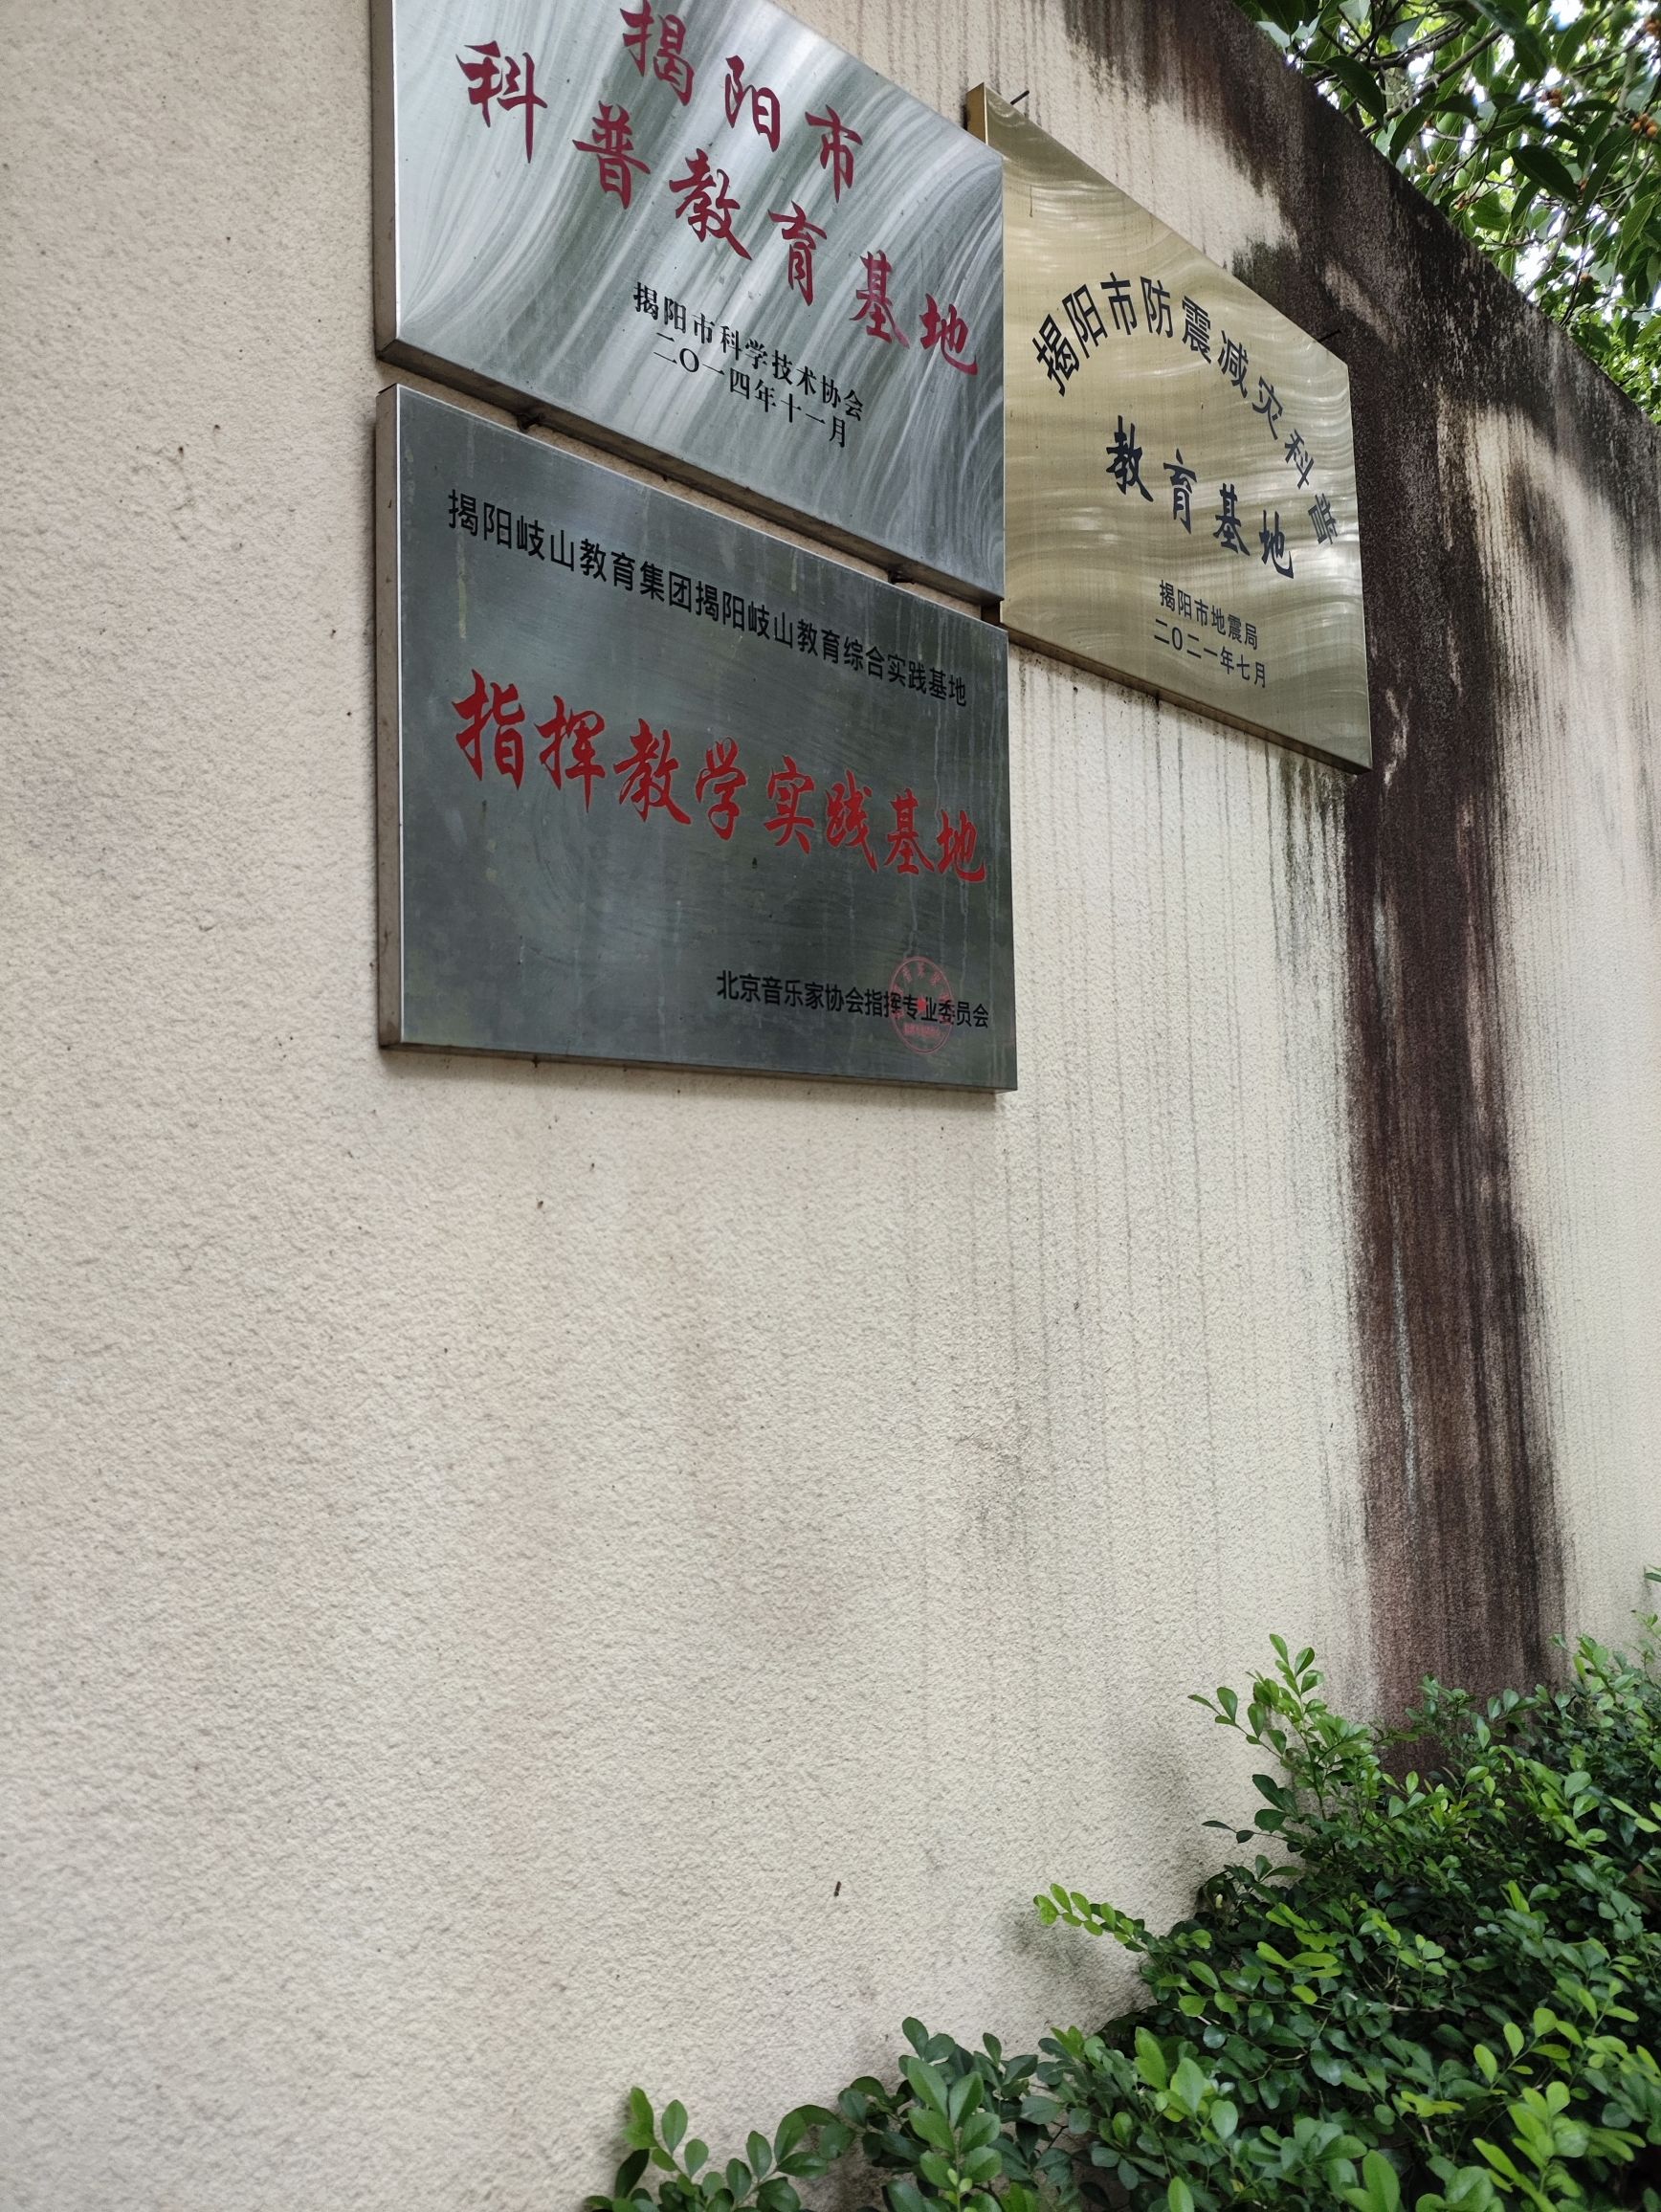 揭阳市
科普教育基地
揭阳市科学技术协会
二〇一四年十一月
揭阳市防震减灾科普
教育基地
揭阳市地震局
二〇二一年七月
揭阳岐山教育集团揭阳岐山教育综合实践基地
指挥教学实践基地
北京音乐家协会指挥专业委员会